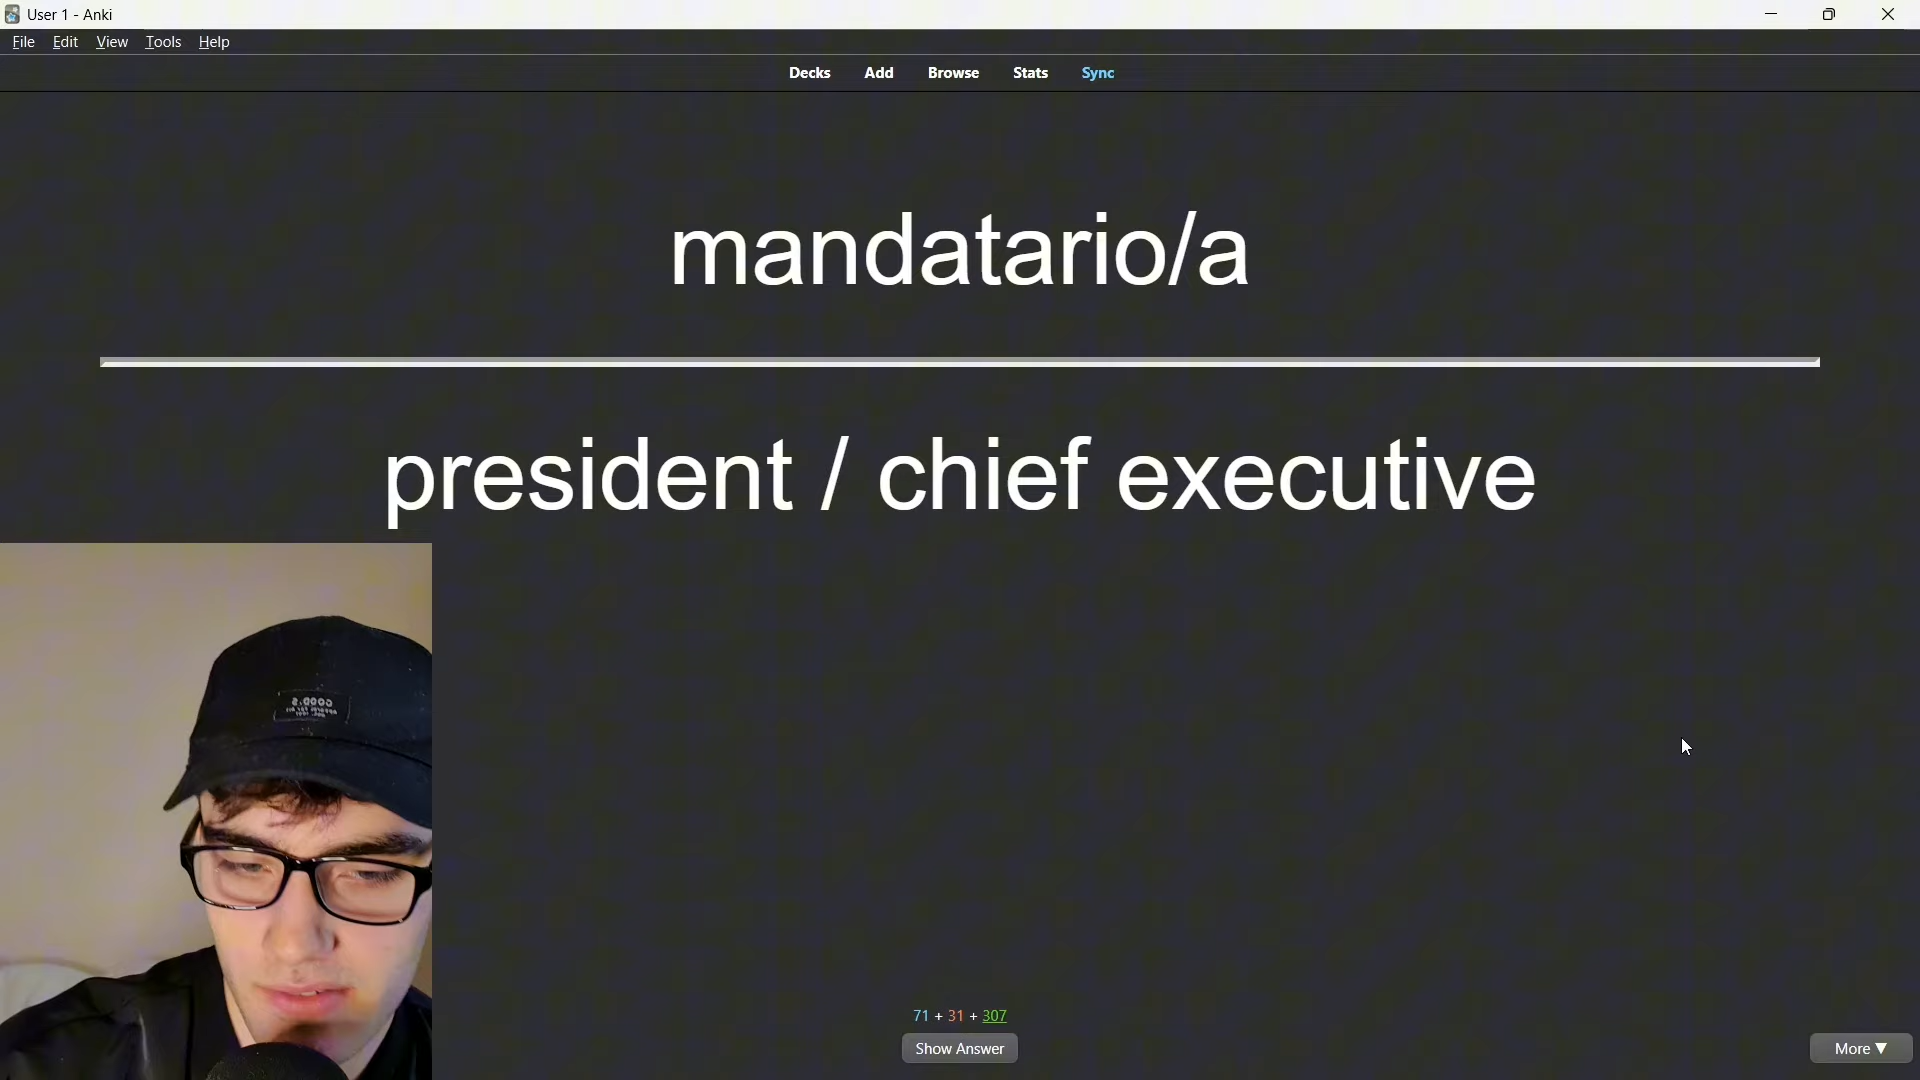 User 1 - Anki
File Edit View Tools Help
Decks Add Browse Stats Sync
mandatario/a
president / chief executive
GOOD.S
71 + 31 + 307
Show Answer
More ▼